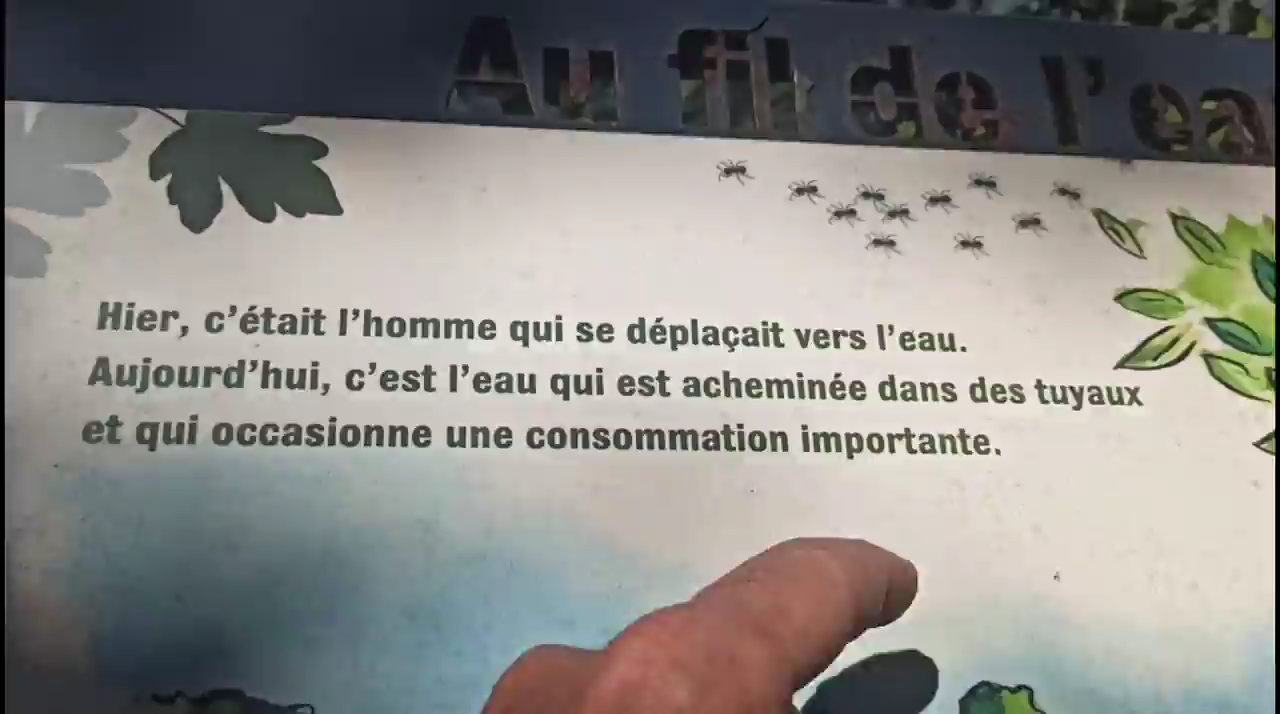 Au fil de l'ea
Hier, c'était l'homme qui se déplaçait vers l'eau.
Aujourd'hui, c'est l'eau qui est acheminée dans des tuyaux
et qui occasionne une consommation importante.